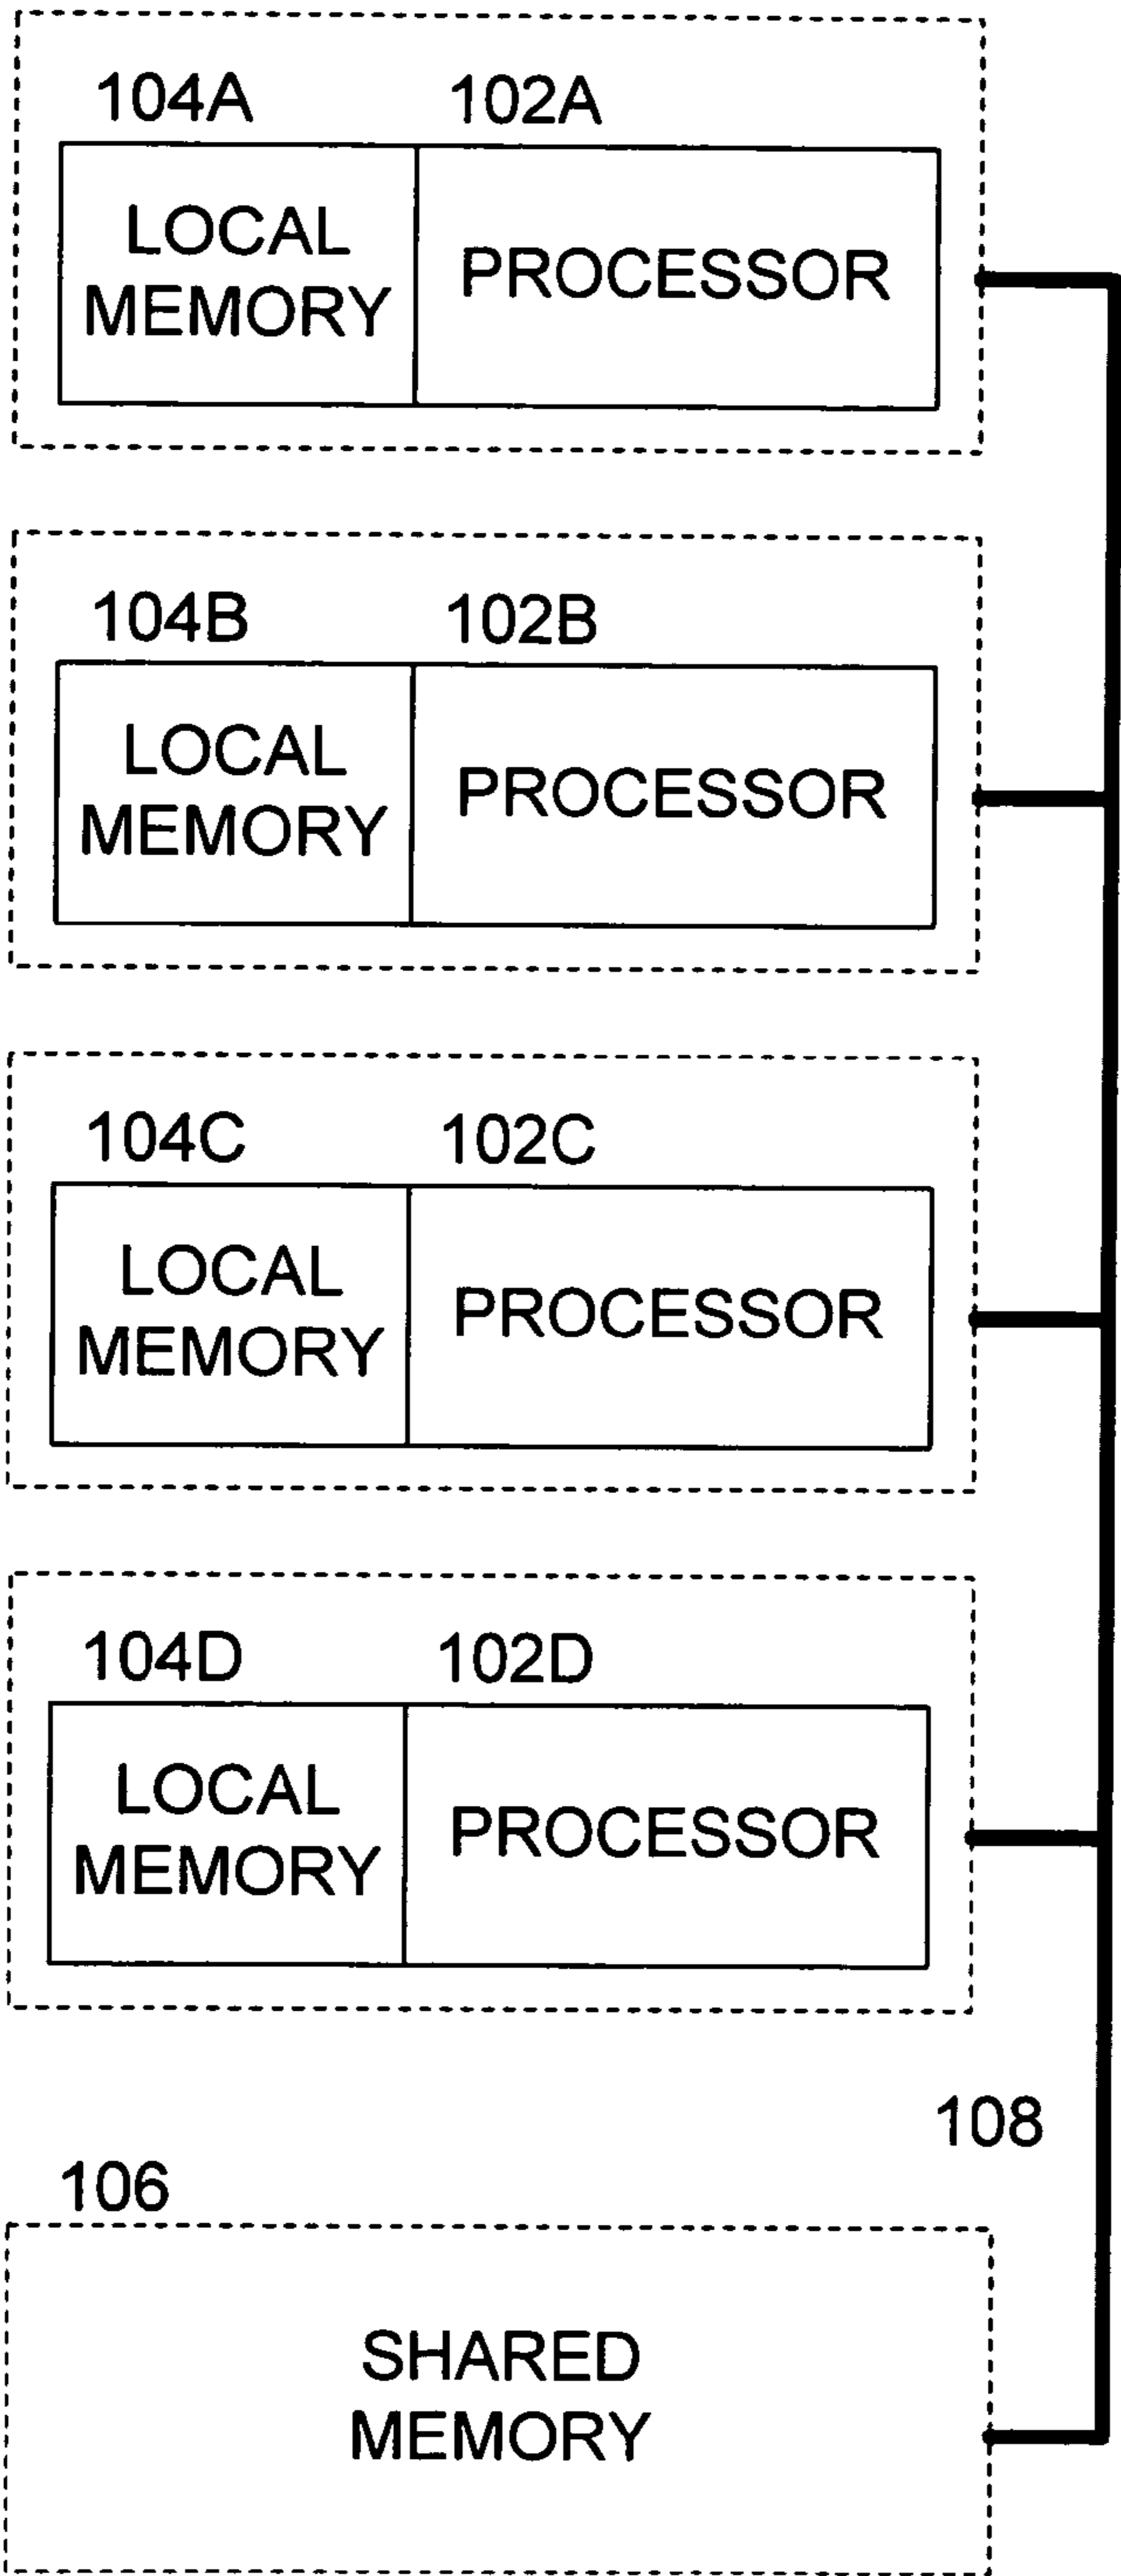 104A 102A
LOCAL
MEMORY
PROCESSOR
104B 102B
LOCAL
MEMORY
PROCESSOR
104C 102C
LOCAL
MEMORY
PROCESSOR
104D 102D
LOCAL
MEMORY
PROCESSOR
108
106
SHARED
MEMORY